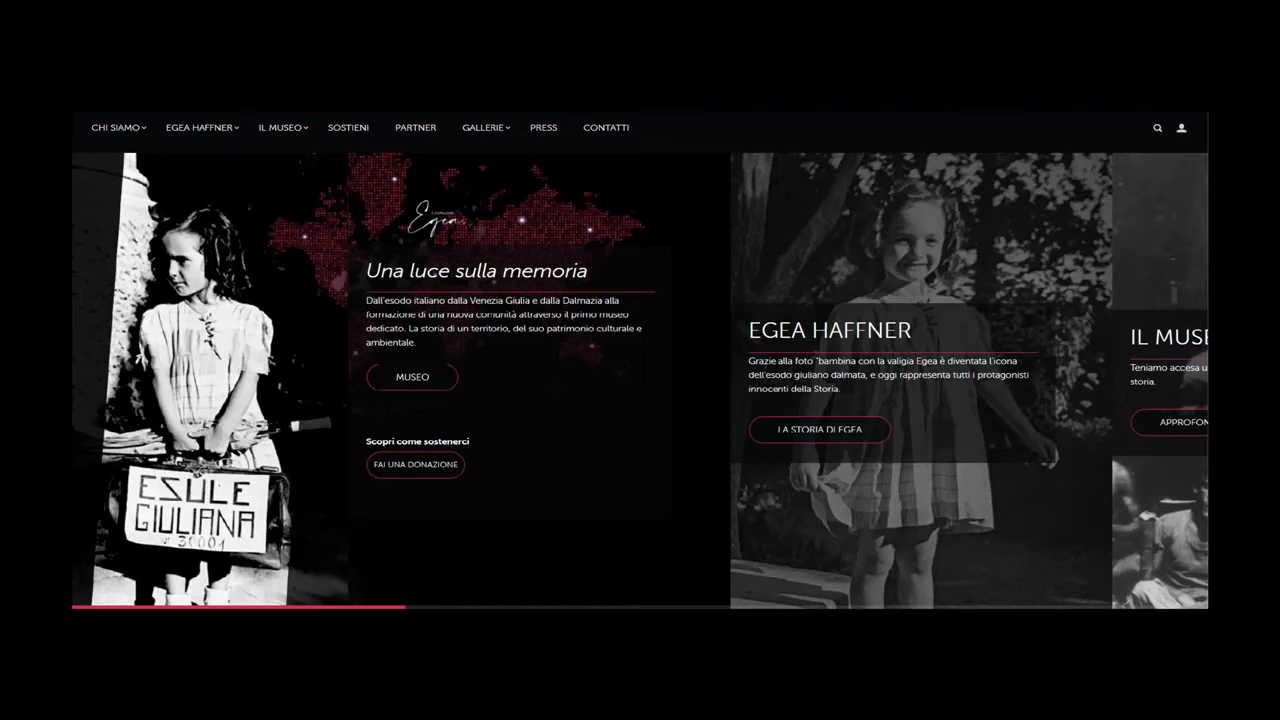 CHI SIAMO
EGEA HAFFNER
IL MUSEO
SOSTIENI
PARTNER
GALLERIE
PRESS
CONTATTI
Egea
Una luce sulla memoria
Dall'esodo italiano dalla Venezia Giulia e dalla Dalmazia alla
formazione di una nuova comunità attraverso il primo museo
dedicato. La storia di un territorio, del suo patrimonio culturale e
ambientale.
MUSEO
Scopri come sostenerci
FAI UNA DONAZIONE
ESULE
GIULIANA
30001
EGEA HAFFNER
Grazie alla foto "bambina con la valigia Egea è diventata l'icona
dell'esodo giuliano dalmata, e oggi rappresenta tutti i protagonisti
innocenti della Storia.
LA STORIA DI EGEA
IL MUSE
Teniamo accesa u
storia.
APPROFON